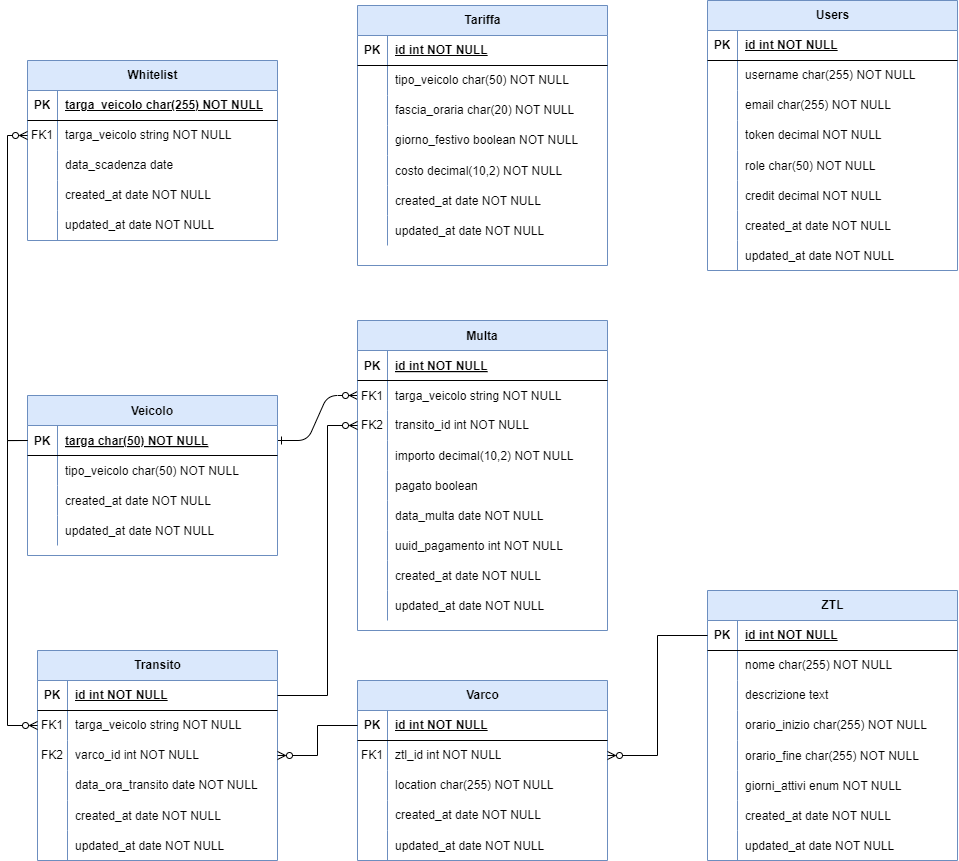 Tariffa
PK id int NOT NULL
tipo_veicolo char(50) NOT NULL
fascia_oraria char(20) NOT NULL
giorno_festivo boolean NOT NULL
costo decimal(10,2) NOT NULL
created_at date NOT NULL
updated_at date NOT NULL
Users
PK id int NOT NULL
username char(255) NOT NULL
email char(255) NOT NULL
token decimal NOT NULL
role char(50) NOT NULL
credit decimal NOT NULL
created_at date NOT NULL
updated_at date NOT NULL
Whitelist
PK targa_veicolo char(255) NOT NULL
FK1 targa_veicolo string NOT NULL
data_scadenza date
created_at date NOT NULL
updated_at date NOT NULL
Multa
PK id int NOT NULL
FK1 targa_veicolo string NOT NULL
FK2 transito_id int NOT NULL
importo decimal(10,2) NOT NULL
pagato boolean
data_multa date NOT NULL
uuid_pagamento int NOT NULL
created_at date NOT NULL
updated_at date NOT NULL
Veicolo
PK targa char(50) NOT NULL
tipo_veicolo char(50) NOT NULL
created_at date NOT NULL
updated_at date NOT NULL
Transito
PK id int NOT NULL
FK1 targa_veicolo string NOT NULL
FK2 varco_id int NOT NULL
data_ora_transito date NOT NULL
created_at date NOT NULL
updated_at date NOT NULL
Varco
PK id int NOT NULL
FK1 ztl_id int NOT NULL
location char(255) NOT NULL
created_at date NOT NULL
updated_at date NOT NULL
ZTL
PK id int NOT NULL
nome char(255) NOT NULL
descrizione text
orario_inizio char(255) NOT NULL
orario_fine char(255) NOT NULL
giorni_attivi enum NOT NULL
created_at date NOT NULL
updated_at date NOT NULL